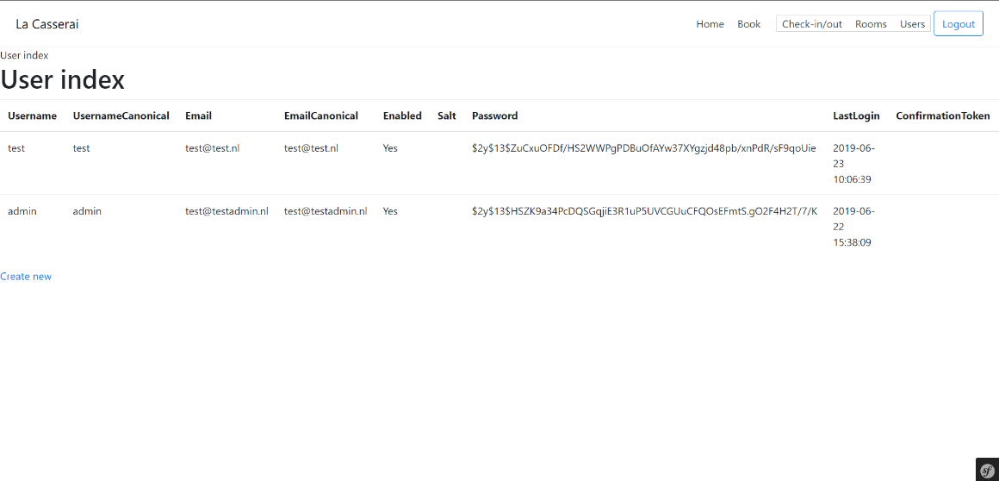 La Casserai Home Book Check-in/out Rooms Users Logout
User index
User index
Username UsernameCanonical Email EmailCanonical Enabled Salt Password LastLogin ConfirmationToken
test test test@test.nl test@test.nl Yes $2y$13$ZuCxuOFDf/HS2WWPgPDBuOfAYw37XYgzjd48pb/xnPdR/sF9qoUie 2019-06-
23
10:06:39
admin admin test@testadmin.nl test@testadmin.nl Yes $2y$13$HSZK9a34PcDQSGqjiE3R1uP5UVCGUuCFQOsEFmtS.gO2F4H2T/7/K 2019-06-
22
15:38:09
Create new
sf